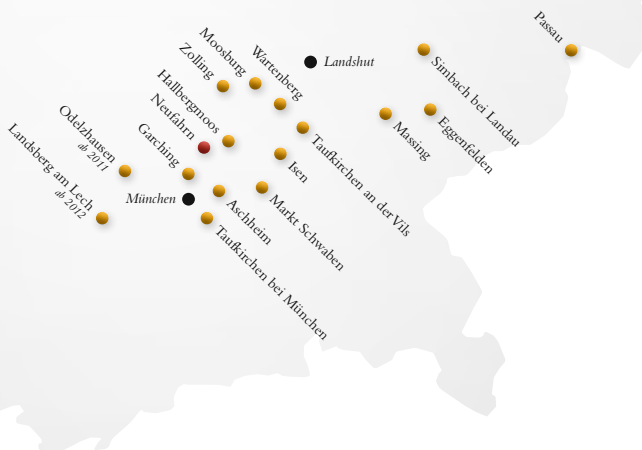 Passau
Moosburg
Zolling
Wartenberg
Landshut
Simbach bei Landau
Hallbergmoos
Neufahrn
Garching
Odelzhausen
ab 2011
Landsberg am Lech
ab 2012
München
Massing
Eggenfelden
Taufkirchen an der Vils
Isen
Markt Schwaben
Aschheim
Taufkirchen bei München